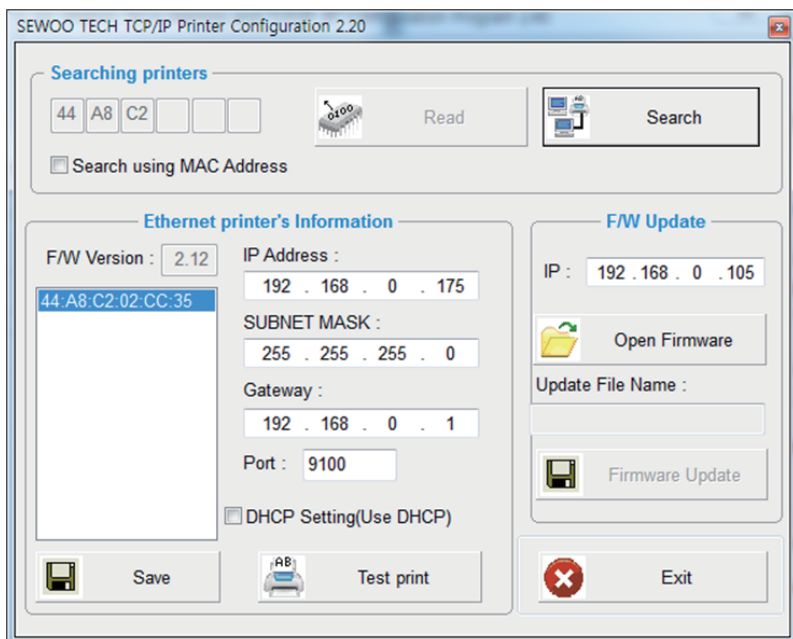 SEWOO TECH TCP/IP Printer Configuration 2.20
Searching printers
44 A8 C2
Read
Search
Search using MAC Address
Ethernet printer's Information
F/W Version : 2.12
44:A8:C2:02:CC:35
IP Address :
192 . 168 . 0 . 175
SUBNET MASK :
255 . 255 . 255 . 0
Gateway :
192 . 168 . 0 . 1
Port : 9100
DHCP Setting(Use DHCP)
Save
Test print
F/W Update
IP : 192 . 168 . 0 . 105
Open Firmware
Update File Name :
Firmware Update
Exit